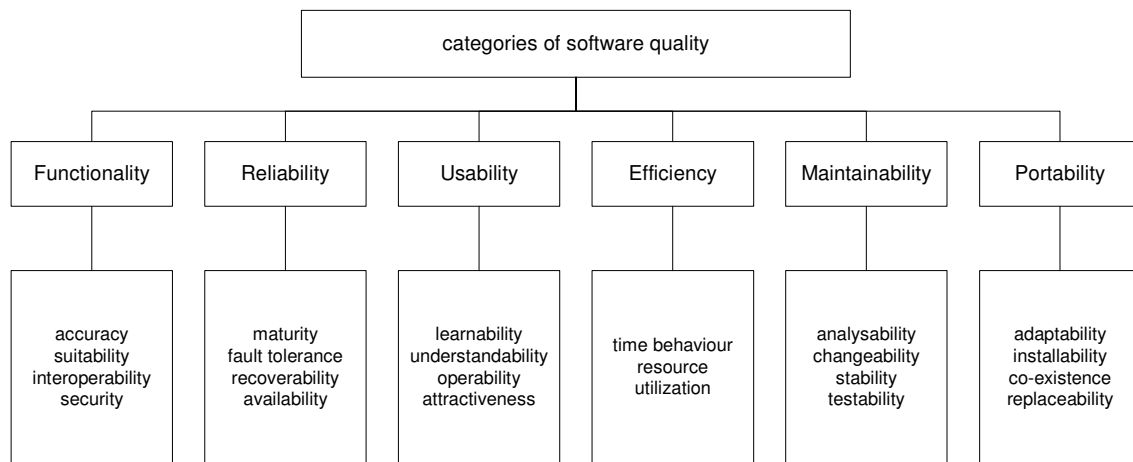 categories of software quality
Functionality
Reliability
Usability
Efficiency
Maintainability
Portability
accuracy
suitability
interoperability
security
maturity
fault tolerance
recoverability
availability
learnability
understandability
operability
attractiveness
time behaviour
resource
utilization
analysability
changeability
stability
testability
adaptability
installability
co-existence
replaceability